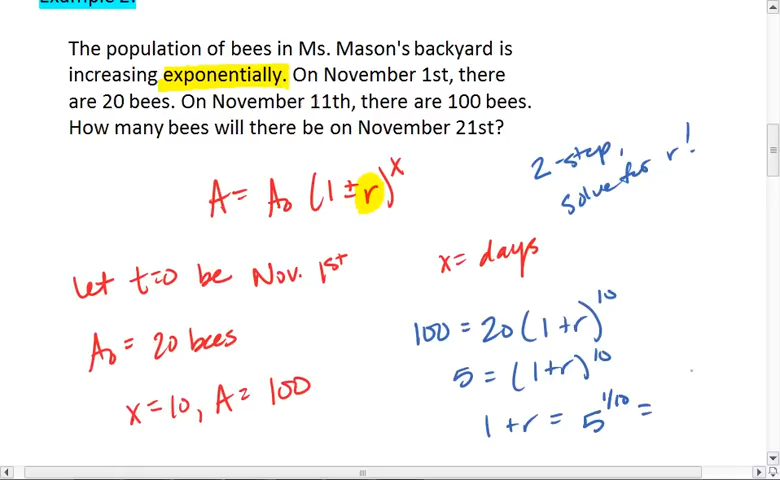 Example 2:
The population of bees in Ms. Mason's backyard is
increasing exponentially. On November 1st, there
are 20 bees. On November 11th, there are 100 bees.
How many bees will there be on November 21st?
2-step,
solve for r!
A = A₀ (1 ± r)^x
Let t=0 be Nov. 1st
x = days
A₀ = 20 bees
x = 10, A = 100
100 = 20 (1+r)^10
5 = (1+r)^10
1 + r = 5^1/10 =